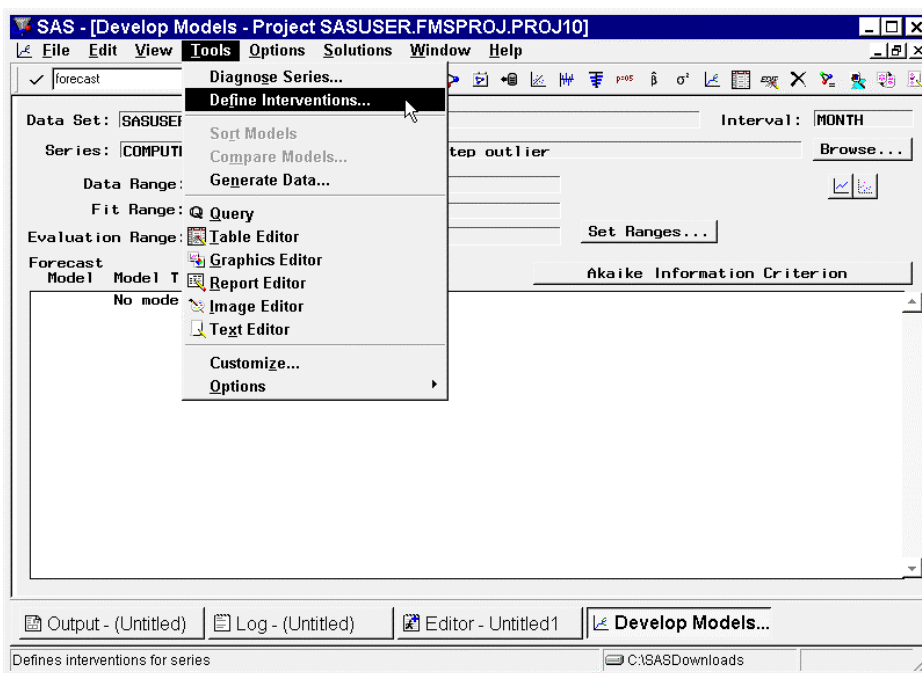 SAS - [Develop Models - Project SASUSER.FMSPROJ.PROJ10]
File Edit View Tools Options Solutions Window Help
forecast
Diagnose Series...
Define Interventions...
Data Set: SASUSER Interval: MONTH
Sort Models
Series: COMPUT tep outlier Browse...
Compare Models...
Data Range: Generate Data...
Fit Range: Query
Evaluation Range: Table Editor Set Ranges...
Forecast Graphics Editor
Model Model T Report Editor Akaike Information Criterion
No mode Image Editor
Text Editor
Customize...
Options
Output - (Untitled) Log - (Untitled) Editor - Untitled1 Develop Models...
Defines interventions for series C:\SASDownloads